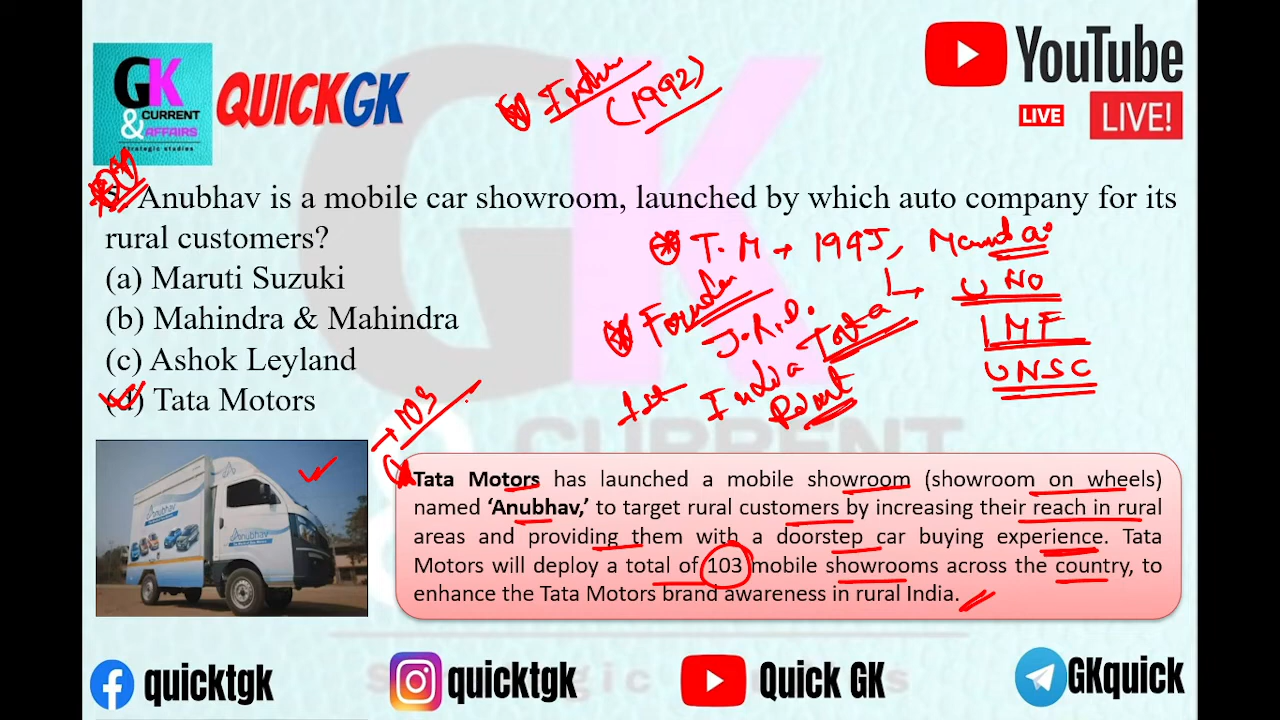 GK
CURRENT
& AFFAIRS
Strategic studies
QUICKGK
(1992)
YouTube
LIVE LIVE!
5. Anubhav is a mobile car showroom, launched by which auto company for its
rural customers?
(a) Maruti Suzuki
(b) Mahindra & Mahindra
(c) Ashok Leyland
(d) Tata Motors
T.M → 1945,
UNO
IMF
UNSC
Founder
J.R.D. Tata
1st India
→ 103
Anubhav
Anubhav
Tata Motors has launched a mobile showroom (showroom on wheels)
named ‘Anubhav,’ to target rural customers by increasing their reach in rural
areas and providing them with a doorstep car buying experience. Tata
Motors will deploy a total of 103 mobile showrooms across the country, to
enhance the Tata Motors brand awareness in rural India.
quicktgk quicktgk Quick GK GKquick